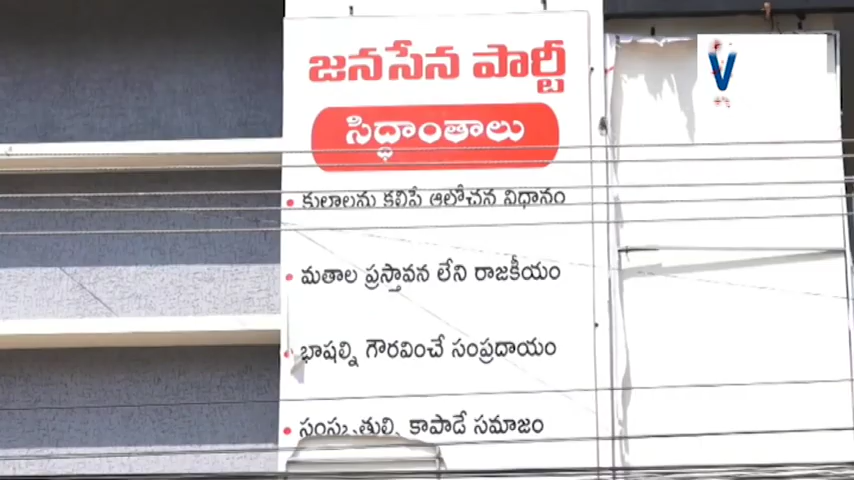 జనసేన పార్టీ
సిద్ధాంతాలు
• కులాలను కలిపే ఆలోచన నిధానం
• మతాల ప్రస్తావన లేని రాజకీయం
• భాషల్ని గౌరవించే సంప్రదాయం
• సంస్కృతులి, కాపాడే సమాజం
V